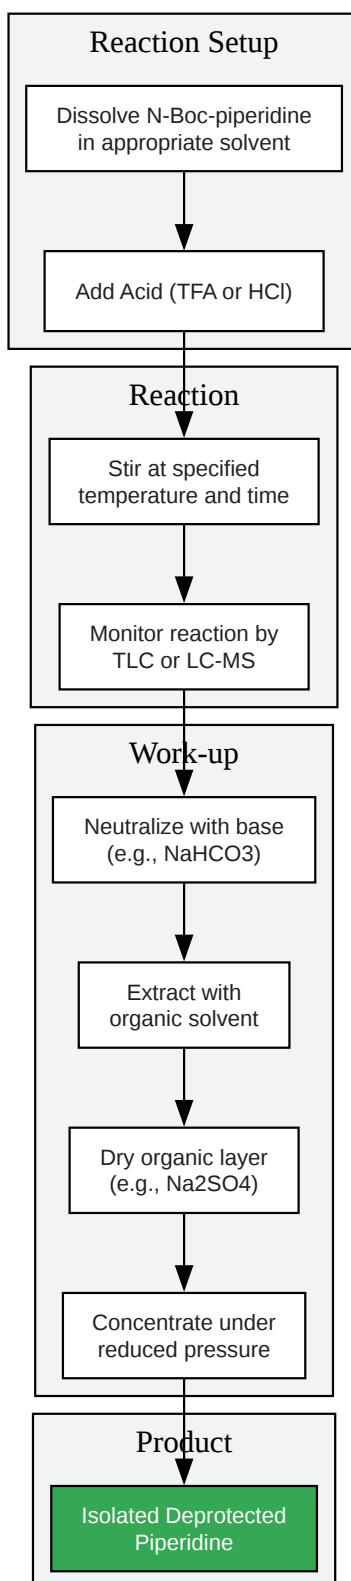 Reaction Setup
Dissolve N-Boc-piperidine
in appropriate solvent
Add Acid (TFA or HCl)
Reaction
Stir at specified
temperature and time
Monitor reaction by
TLC or LC-MS
Work-up
Neutralize with base
(e.g., NaHCO3)
Extract with
organic solvent
Dry organic layer
(e.g., Na2SO4)
Concentrate under
reduced pressure
Product
Isolated Deprotected
Piperidine